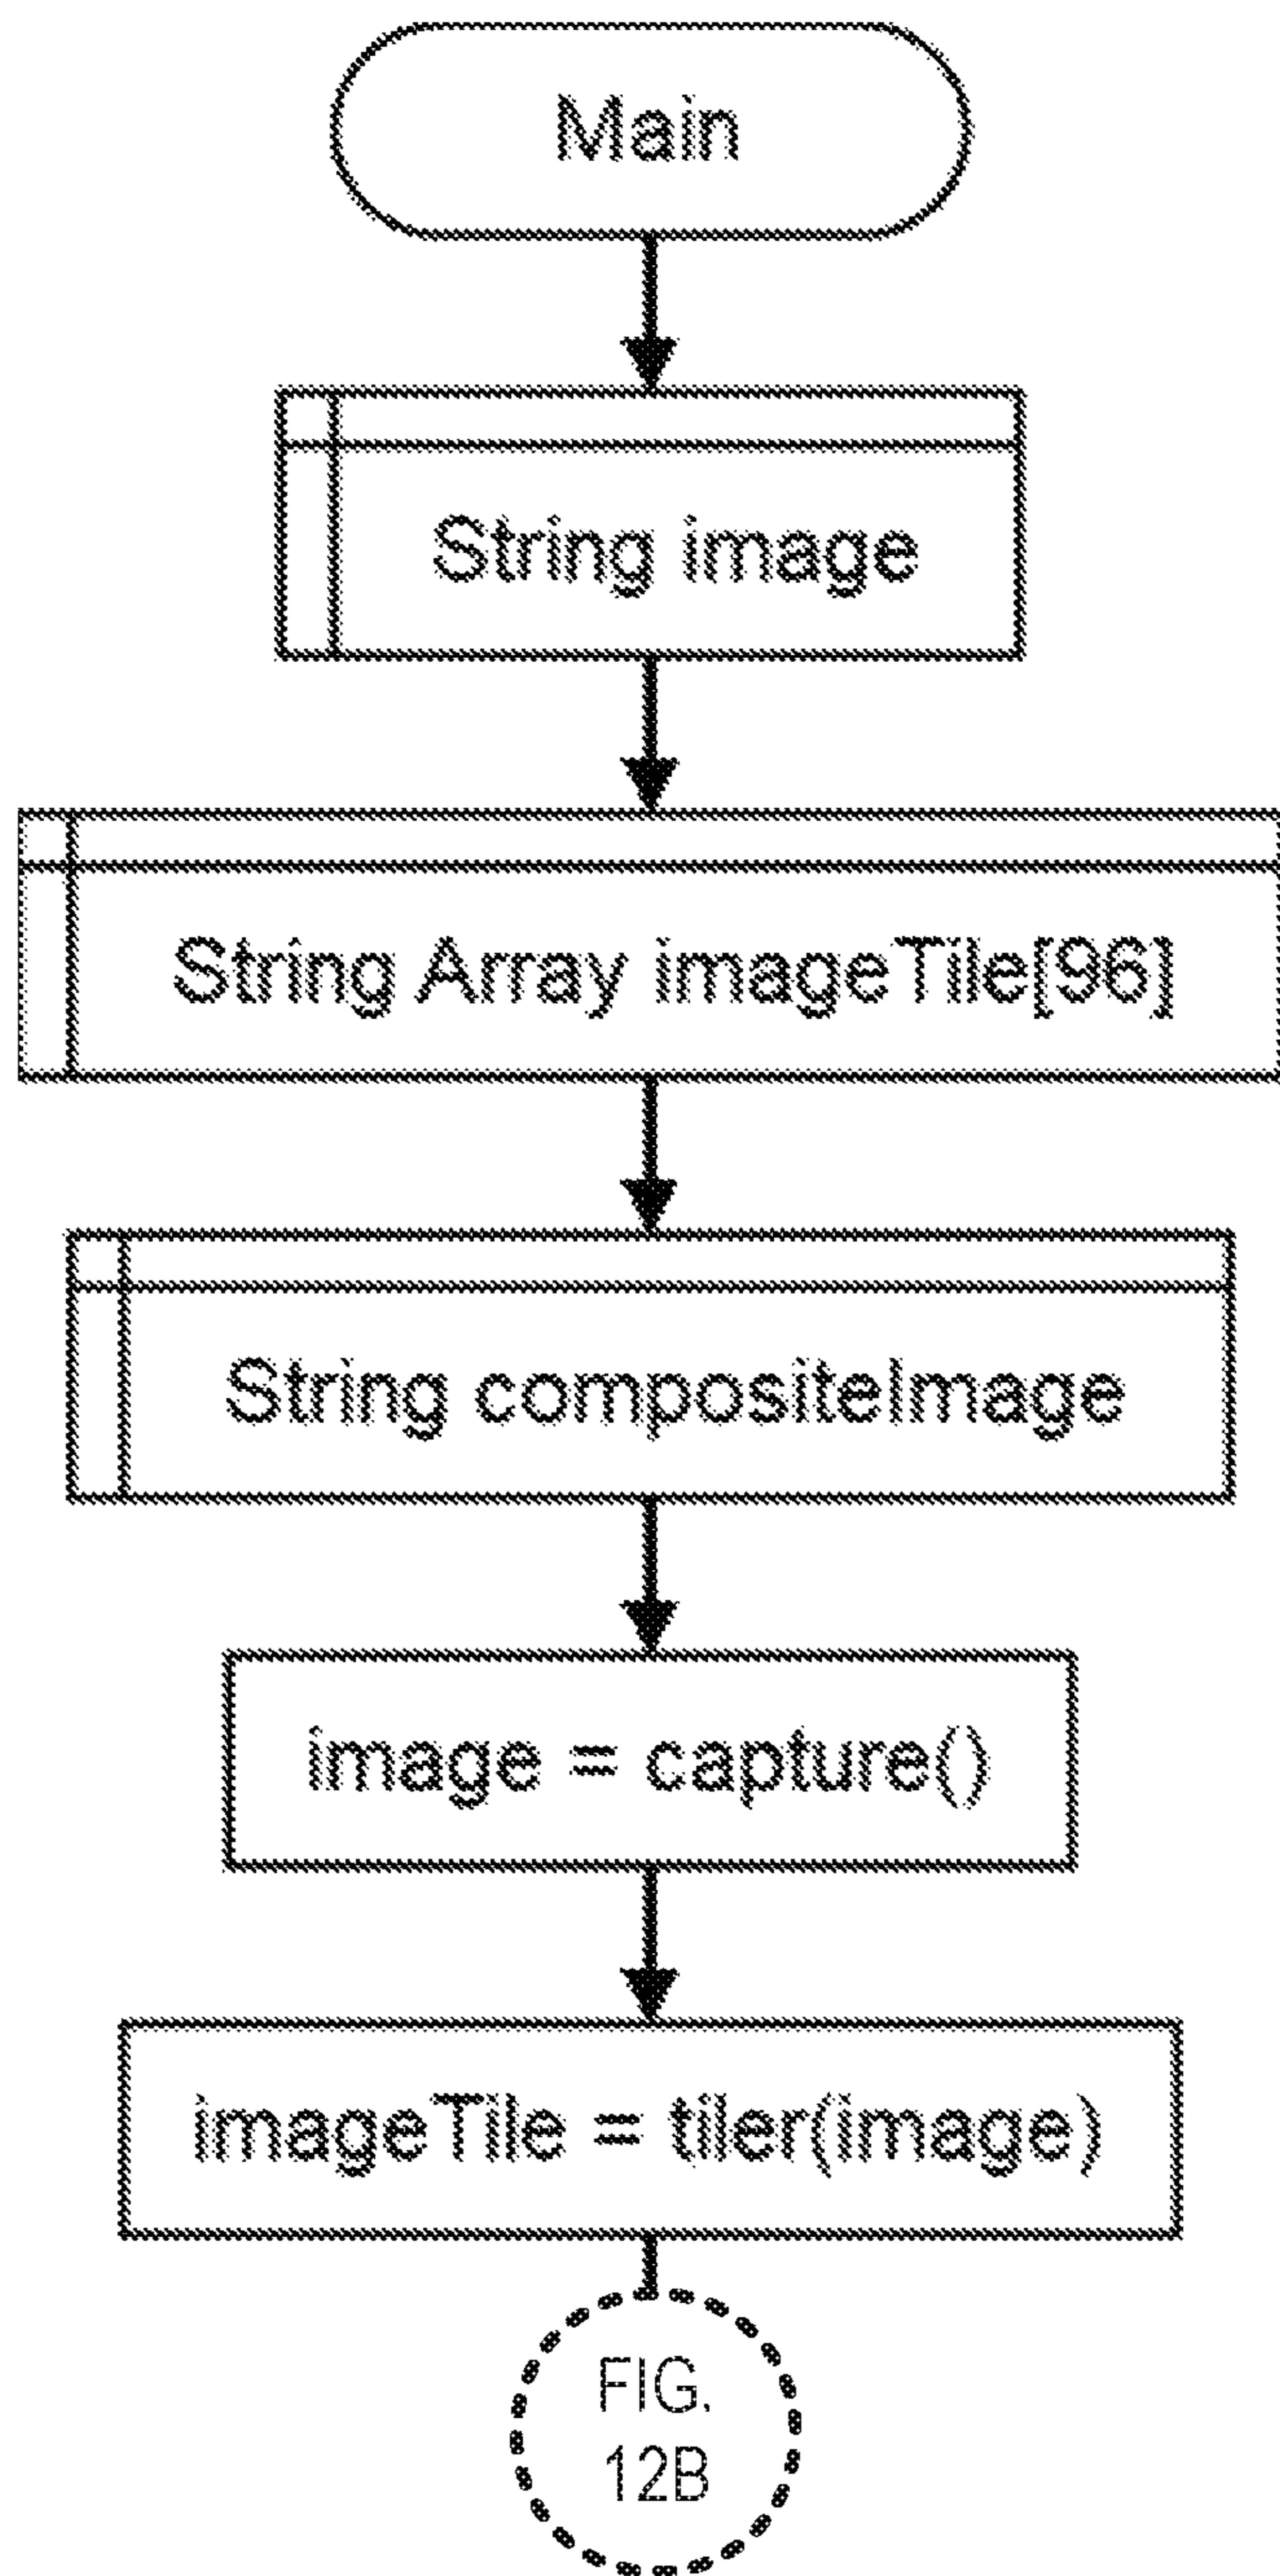 Main
String image
String Array imageTile[96]
String compositeImage
image = capture()
imageTile = tiler(image)
FIG.
12B